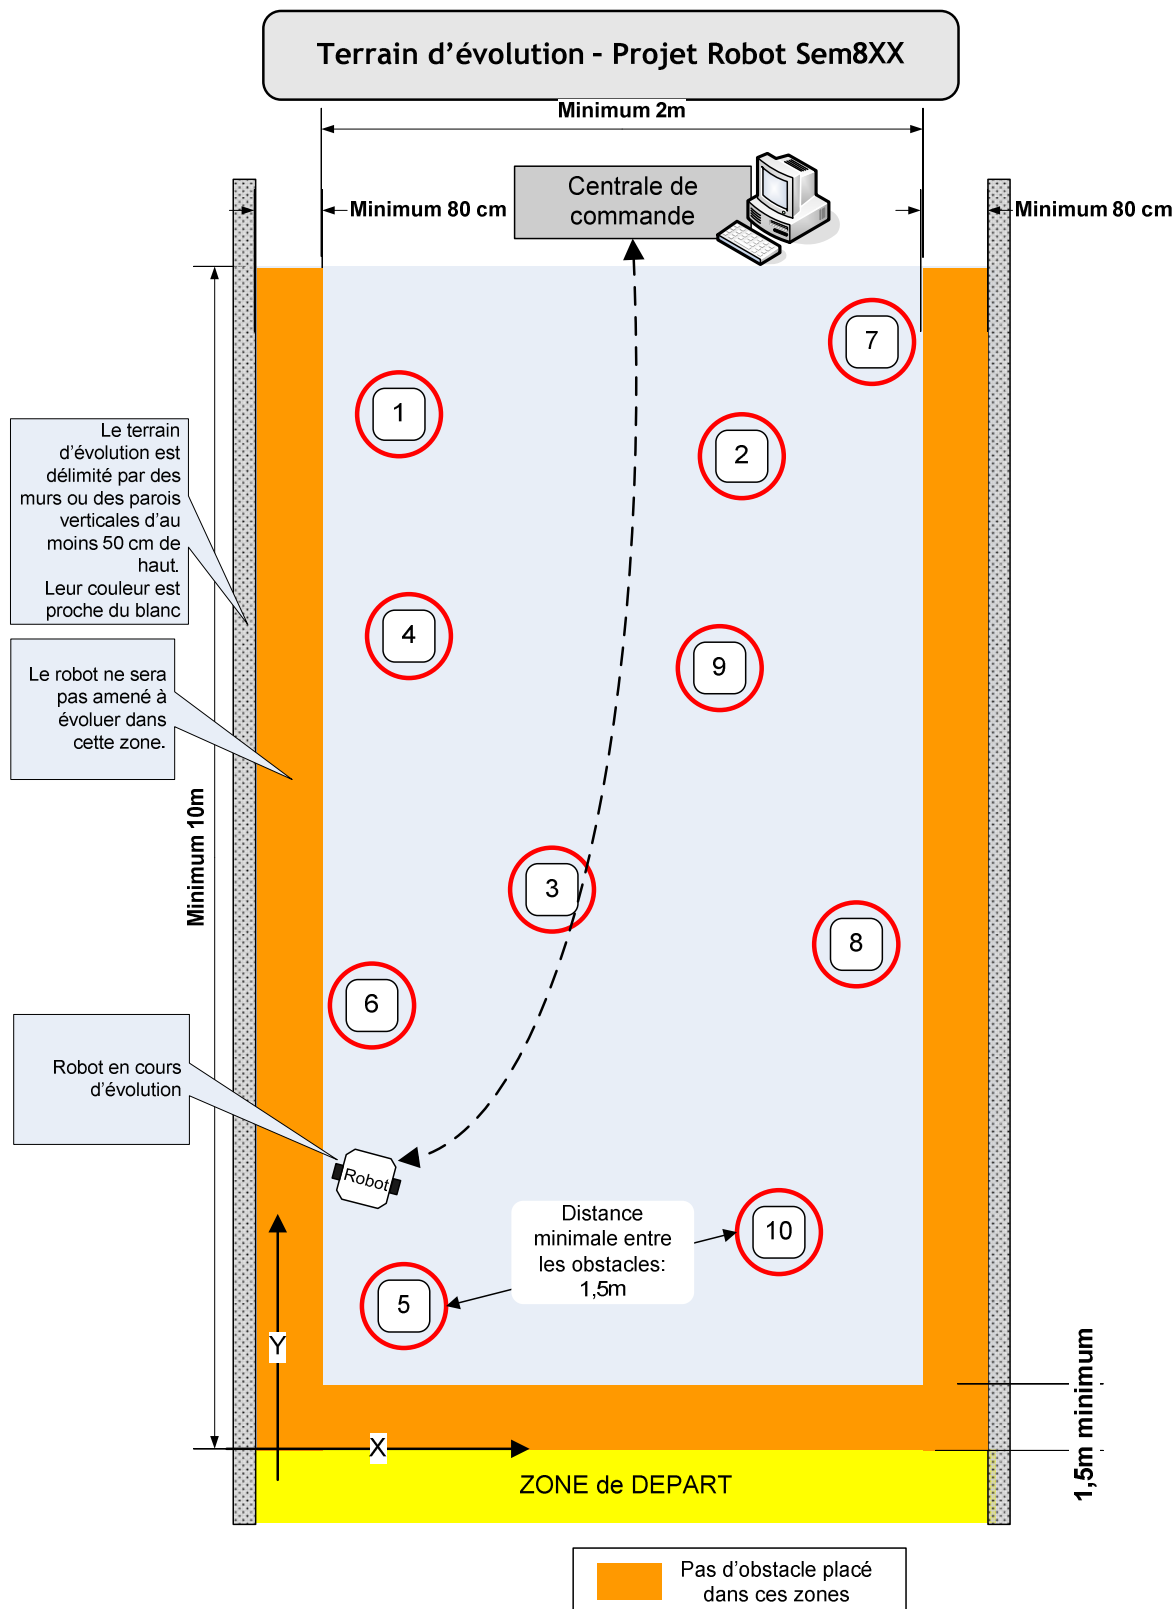 Terrain d’évolution – Projet Robot Sem8XX
Minimum 2m
Centrale de
commande
Minimum 80 cm
Minimum 80 cm
7
1
2
Le terrain
d’évolution est
délimité par des
murs ou des parois
verticales d’au
moins 50 cm de
haut.
Leur couleur est
proche du blanc
4
9
Le robot ne sera
pas amené à
évoluer dans
cette zone.
Minimum 10m
3
8
6
Robot en cours
d’évolution
Robot
Distance
minimale entre
les obstacles:
1,5m
10
5
Y
X
1,5m minimum
ZONE de DEPART
Pas d’obstacle placé
dans ces zones